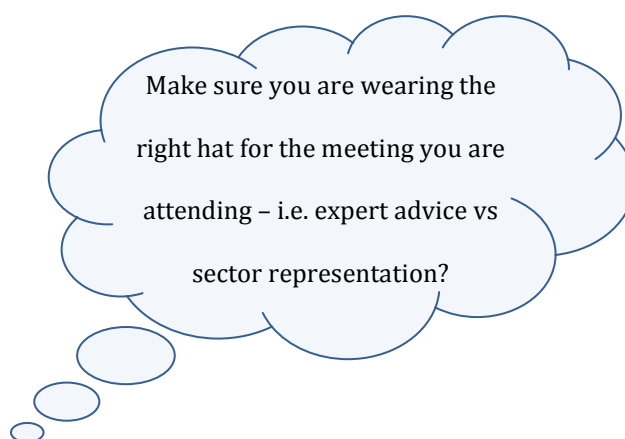 Make sure you are wearing the
right hat for the meeting you are
attending – i.e. expert advice vs
sector representation?